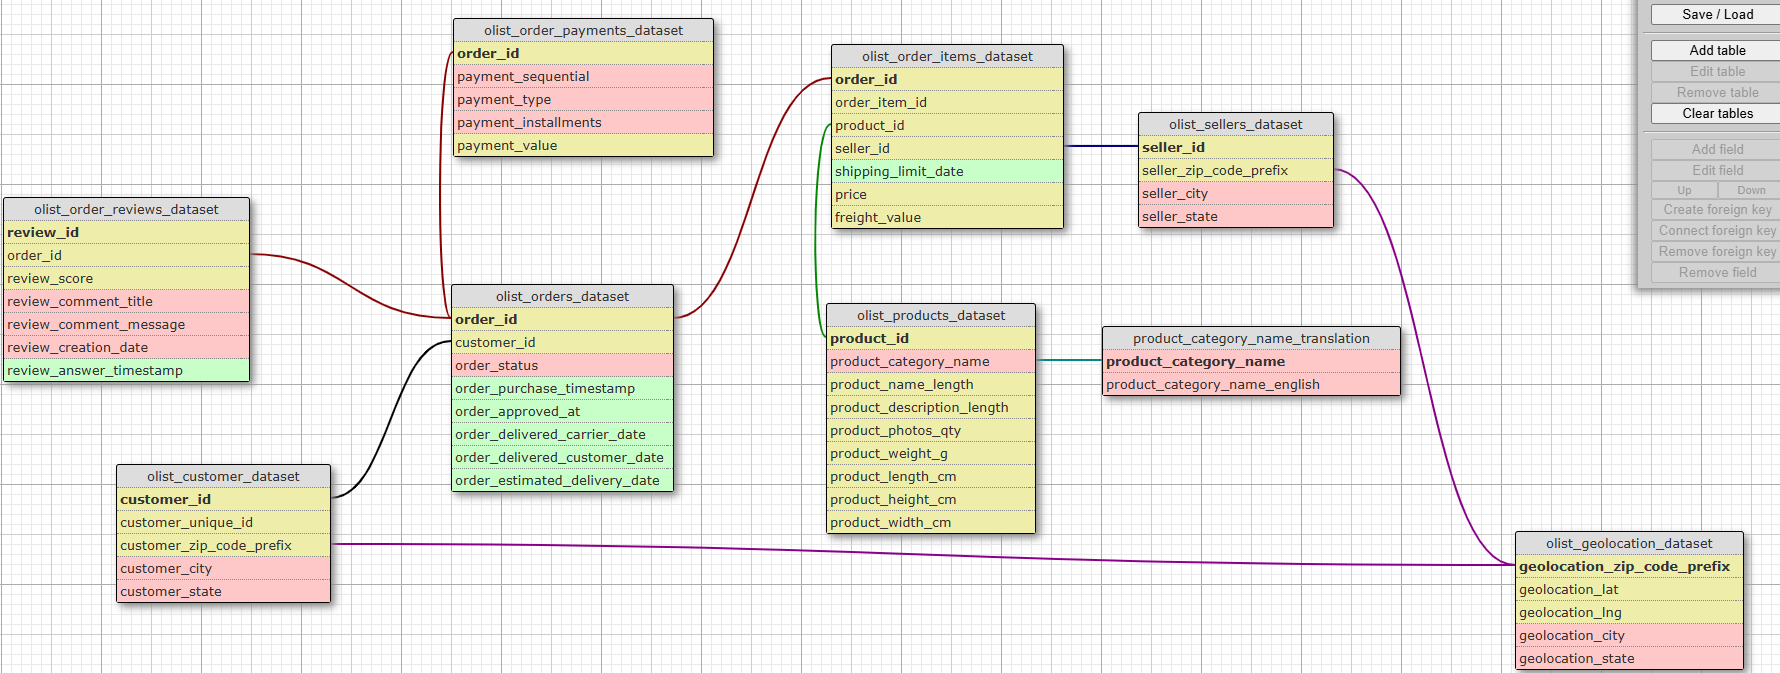 olist_order_payments_dataset
order_id
payment_sequential
payment_type
payment_installments
payment_value
olist_order_items_dataset
order_id
order_item_id
product_id
seller_id
shipping_limit_date
price
freight_value
olist_sellers_dataset
seller_id
seller_zip_code_prefix
seller_city
seller_state
olist_order_reviews_dataset
review_id
order_id
review_score
review_comment_title
review_comment_message
review_creation_date
review_answer_timestamp
olist_orders_dataset
order_id
customer_id
order_status
order_purchase_timestamp
order_approved_at
order_delivered_carrier_date
order_delivered_customer_date
order_estimated_delivery_date
olist_products_dataset
product_id
product_category_name
product_name_length
product_description_length
product_photos_qty
product_weight_g
product_length_cm
product_height_cm
product_width_cm
product_category_name_translation
product_category_name
product_category_name_english
olist_customer_dataset
customer_id
customer_unique_id
customer_zip_code_prefix
customer_city
customer_state
olist_geolocation_dataset
geolocation_zip_code_prefix
geolocation_lat
geolocation_lng
geolocation_city
geolocation_state
Save / Load
Add table
Edit table
Remove table
Clear tables
Add field
Edit field
Up Down
Create foreign key
Connect foreign key
Remove foreign key
Remove field